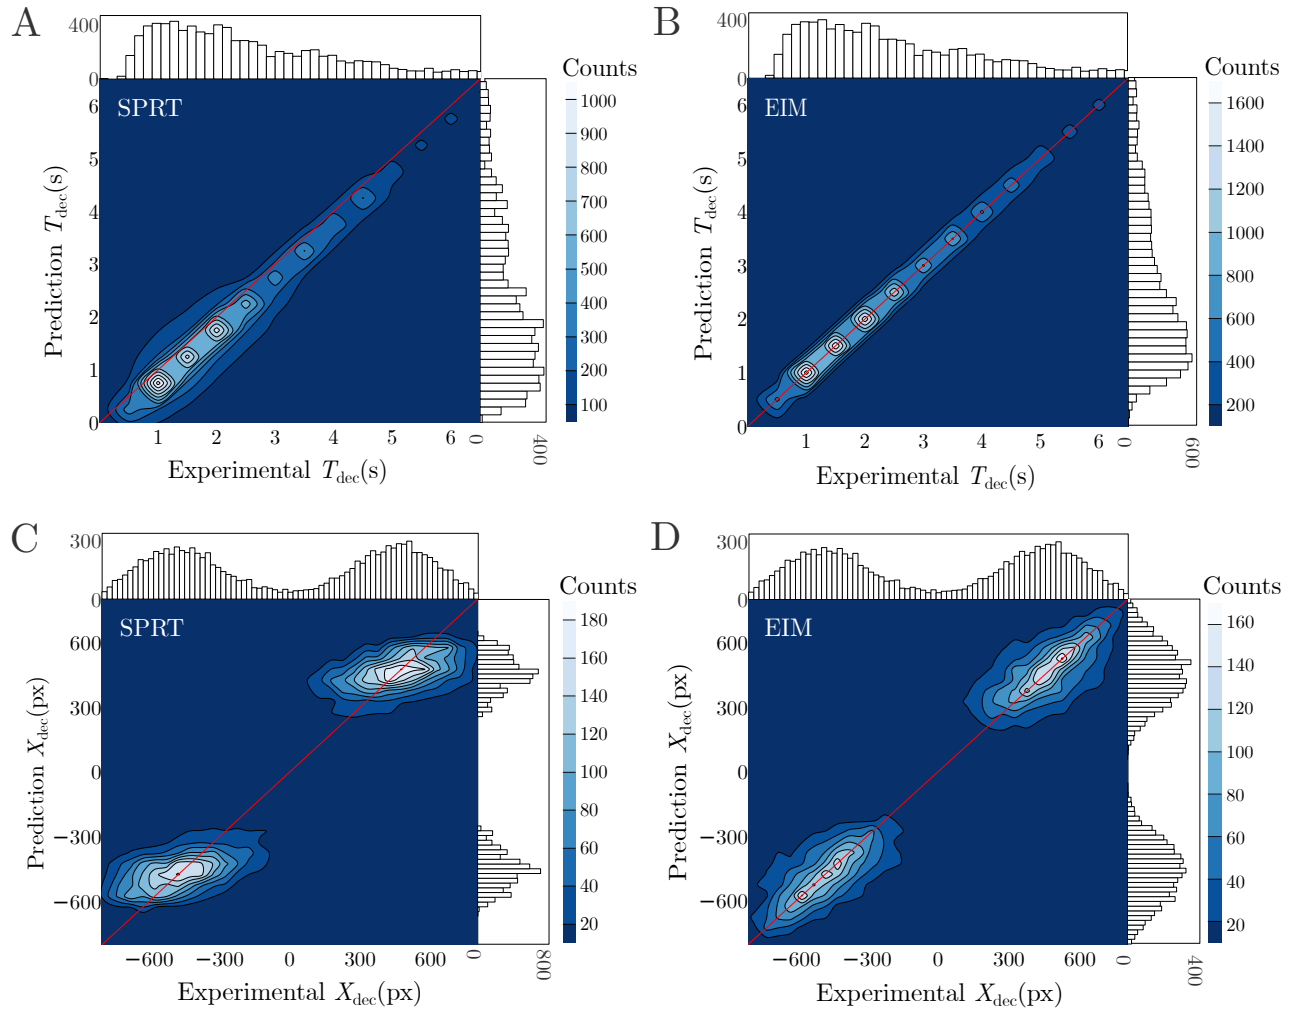 A
400
0
SPRT
Counts
1000
900
800
700
600
500
400
300
200
100
6
5
4
3
2
1
0
Prediction T_dec(s)
1 2 3 4 5 6 0 400
Experimental T_dec(s)
B
400
0
EIM
Counts
1600
1400
1200
1000
800
600
400
200
6
5
4
3
2
1
0
Prediction T_dec(s)
1 2 3 4 5 6 0 600
Experimental T_dec(s)
C
300
0
SPRT
Counts
180
160
140
120
100
80
60
40
20
600
300
0
−300
−600
Prediction X_dec(px)
−600 −300 0 300 600 0 800
Experimental X_dec(px)
D
300
0
EIM
Counts
160
140
120
100
80
60
40
20
600
300
0
−300
−600
Prediction X_dec(px)
−600 −300 0 300 600 0 400
Experimental X_dec(px)